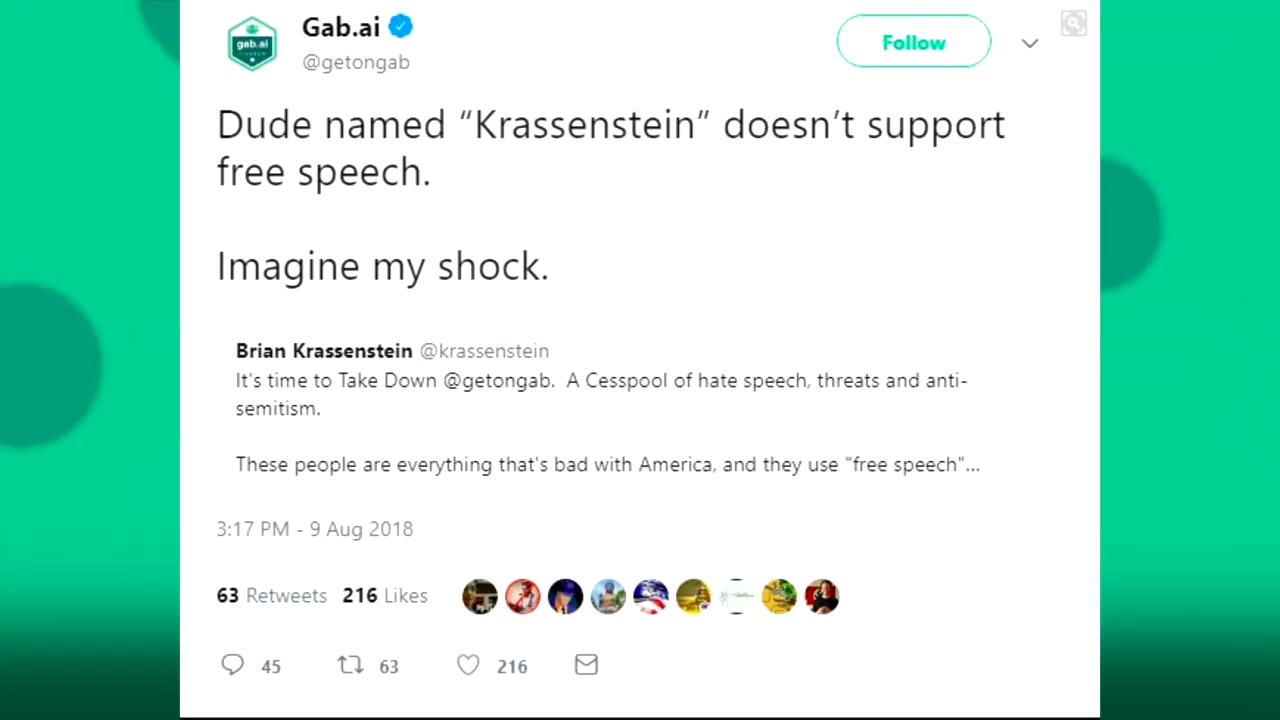 Gab.ai
@getongab
Follow
gab.ai
Dude named “Krassenstein” doesn’t support
free speech.
Imagine my shock.
Brian Krassenstein @krassenstein
It's time to Take Down @getongab. A Cesspool of hate speech, threats and anti-
semitism.
These people are everything that's bad with America, and they use "free speech"...
3:17 PM - 9 Aug 2018
63 Retweets 216 Likes
45 63 216